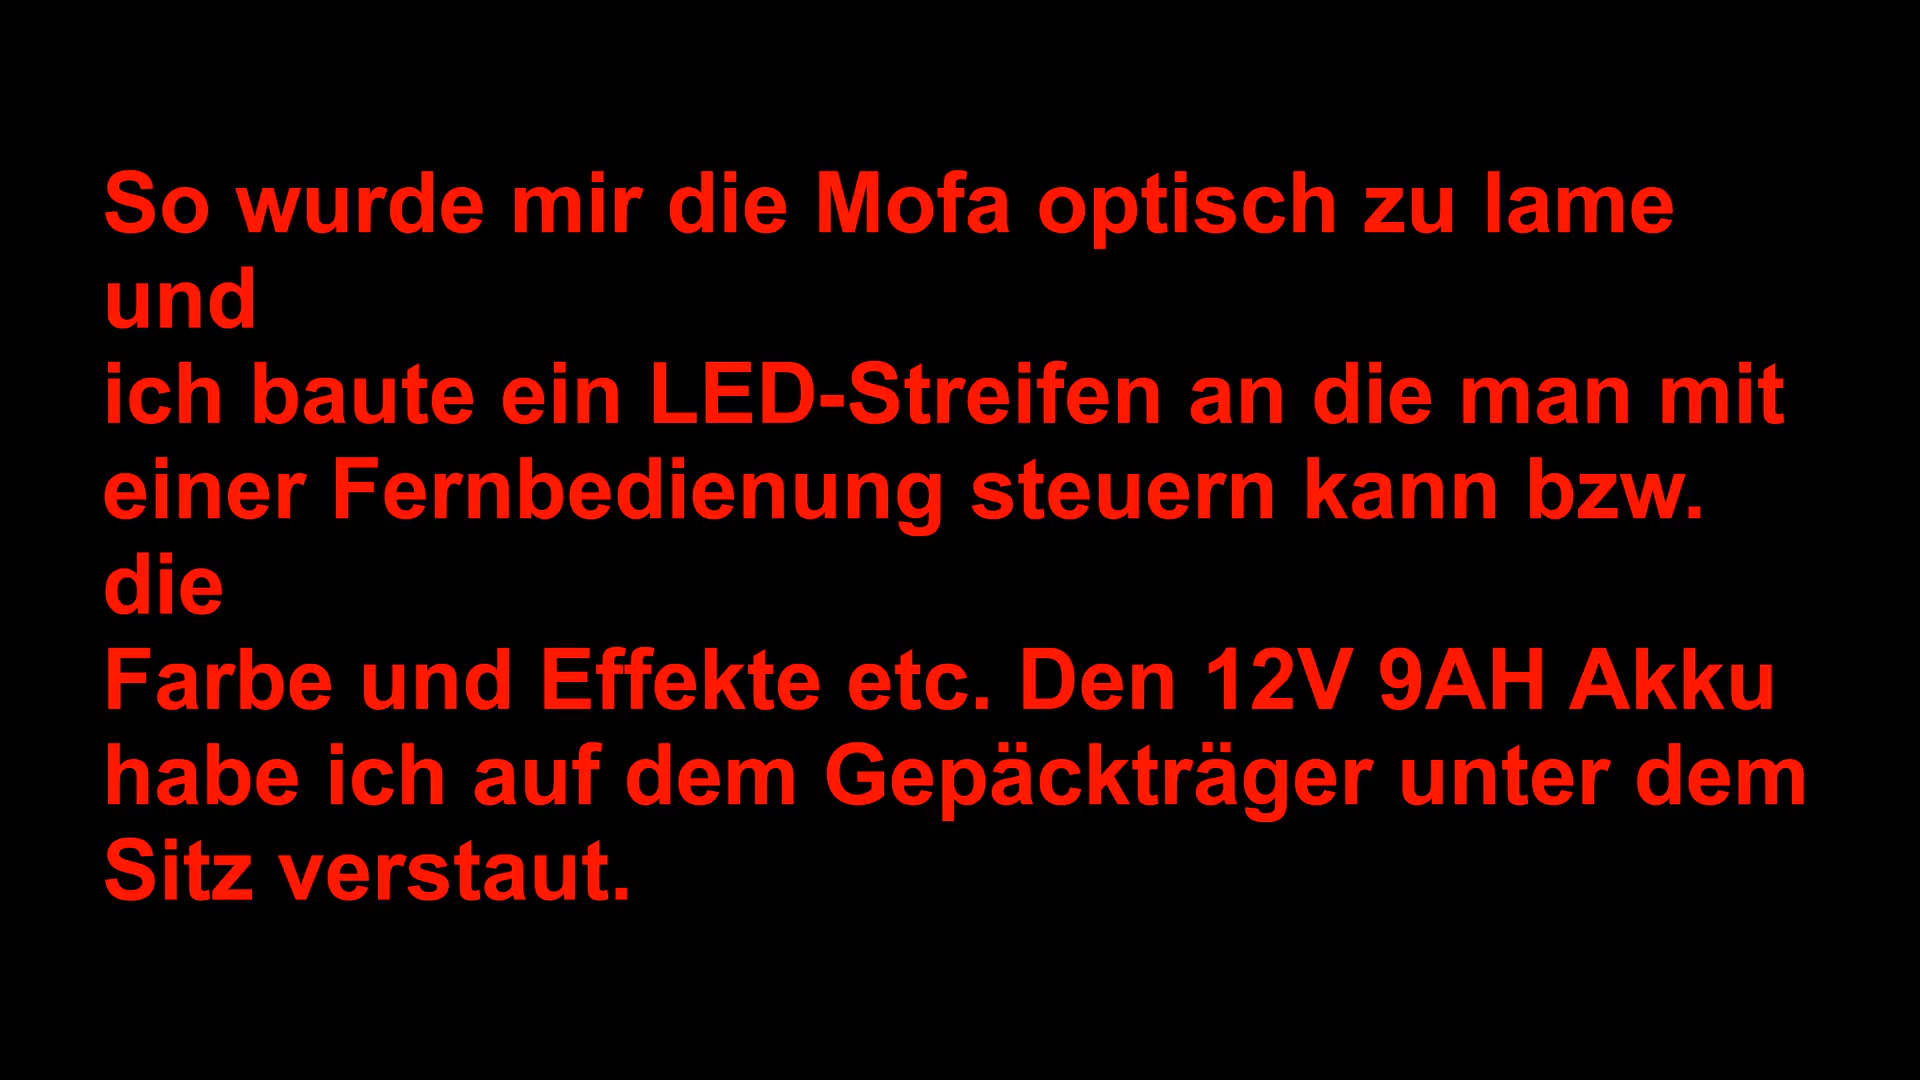 So wurde mir die Mofa optisch zu lame
und
ich baute ein LED-Streifen an die man mit
einer Fernbedienung steuern kann bzw.
die
Farbe und Effekte etc. Den 12V 9AH Akku
habe ich auf dem Gepäckträger unter dem
Sitz verstaut.